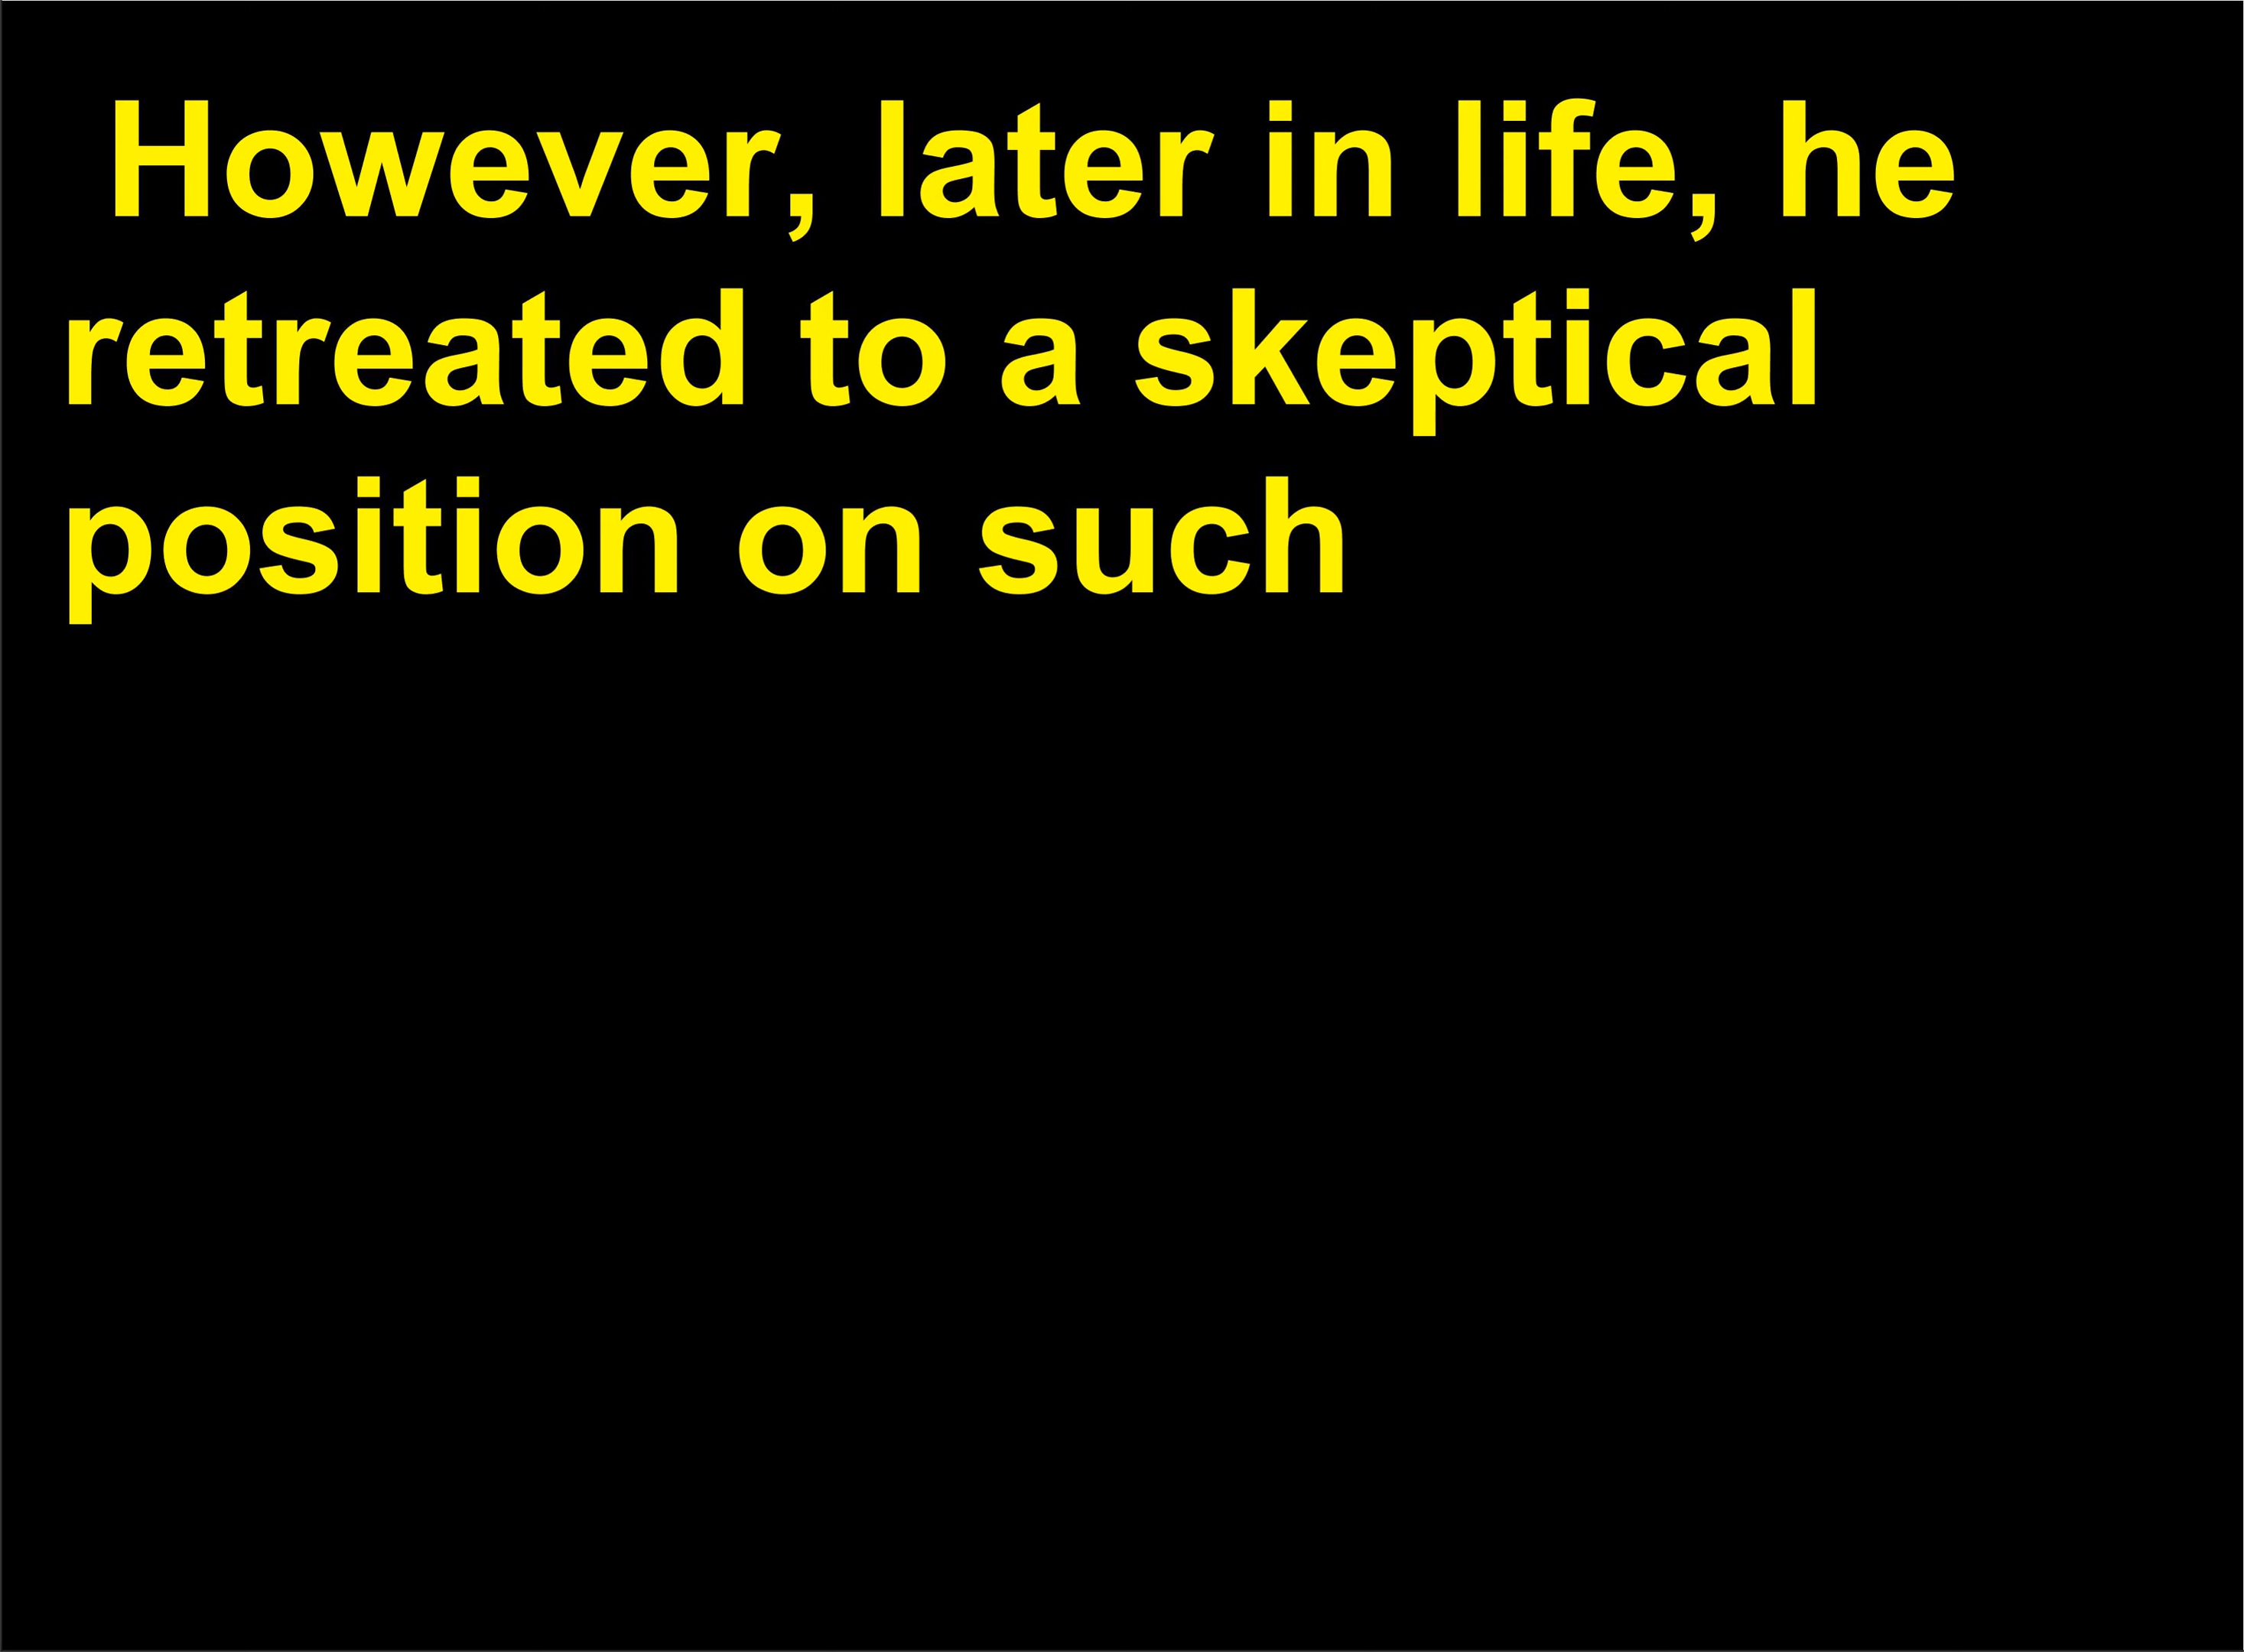 However, later in life, he
retreated to a skeptical
position on such